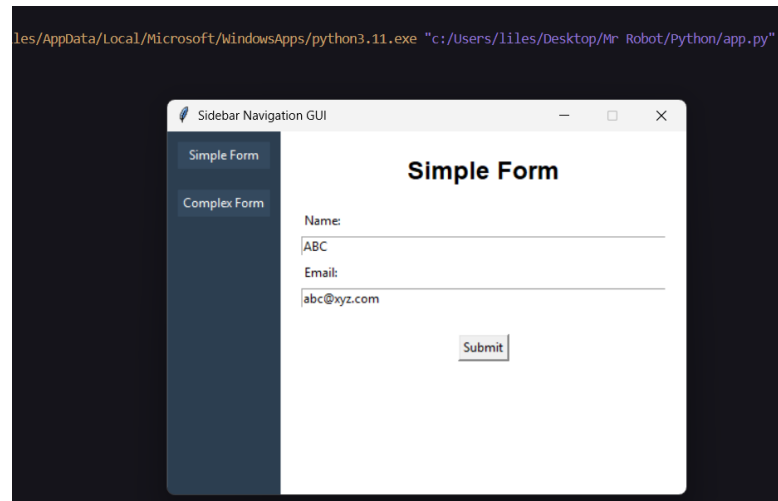 les/AppData/Local/Microsoft/WindowsApps/python3.11.exe "c:/Users/liles/Desktop/Mr Robot/Python/app.py"
Sidebar Navigation GUI
Simple Form
Complex Form
Simple Form
Name:
ABC
Email:
abc@xyz.com
Submit